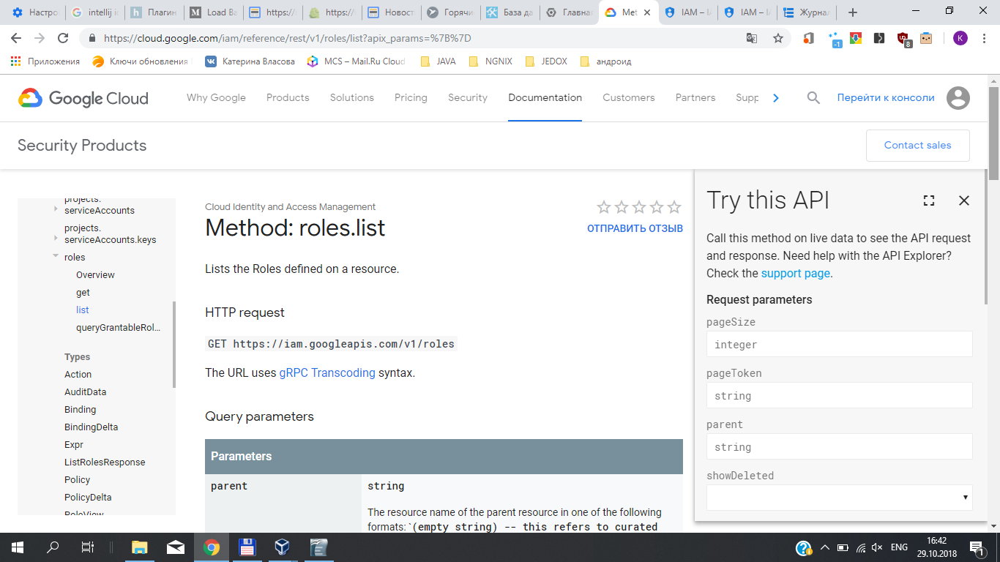 Настрой
intellij ic
Плагин
Load Ba
https://
https://
Новост
Горячи
База да
Главна
Met
IAM – I
IAM – I
Журнал
https://cloud.google.com/iam/reference/rest/v1/roles/list?apix_params=%7B%7D
-1
8
K
Приложения
Ключи обновления
Катерина Власова
MCS – Mail.Ru Cloud
JAVA
NGNIX
JEDOX
андроид
Google Cloud
Why Google
Products
Solutions
Pricing
Security
Documentation
Customers
Partners
Supp
Перейти к консоли
Security Products
Contact sales
projects.
serviceAccounts
projects.
serviceAccounts.keys
roles
Overview
get
list
queryGrantableRol...
Types
Action
AuditData
Binding
BindingDelta
Expr
ListRolesResponse
Policy
PolicyDelta
RoleView
Cloud Identity and Access Management
Method: roles.list
ОТПРАВИТЬ ОТЗЫВ
Lists the Roles defined on a resource.
HTTP request
GET https://iam.googleapis.com/v1/roles
The URL uses gRPC Transcoding syntax.
Query parameters
Parameters
parent
string
The resource name of the parent resource in one of the following
formats: `(empty string) -- this refers to curated
Try this API
Call this method on live data to see the API request
and response. Need help with the API Explorer?
Check the support page.
Request parameters
pageSize
integer
pageToken
string
parent
string
showDeleted
ENG
16:42
29.10.2018
1